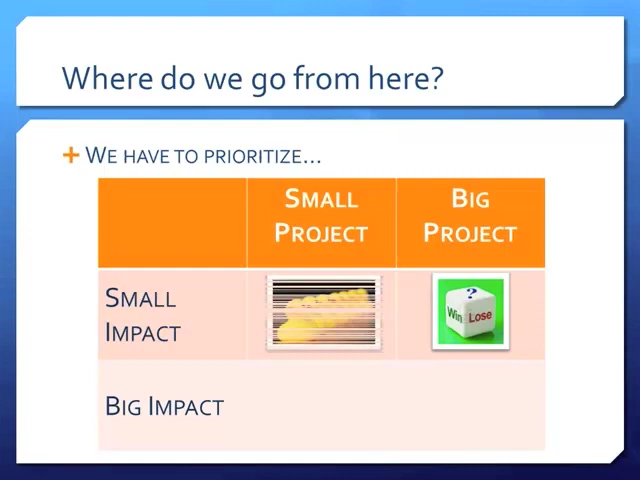 Where do we go from here?
WE HAVE TO PRIORITIZE...
SMALL PROJECT
BIG PROJECT
SMALL IMPACT
?
Win Lose
BIG IMPACT